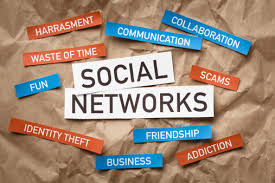 HARRASMENT
COLLABORATION
COMMUNICATION
WASTE OF TIME
FUN
SOCIAL
NETWORKS
SCAMS
IDENTITY THEFT
FRIENDSHIP
BUSINESS
ADDICTION